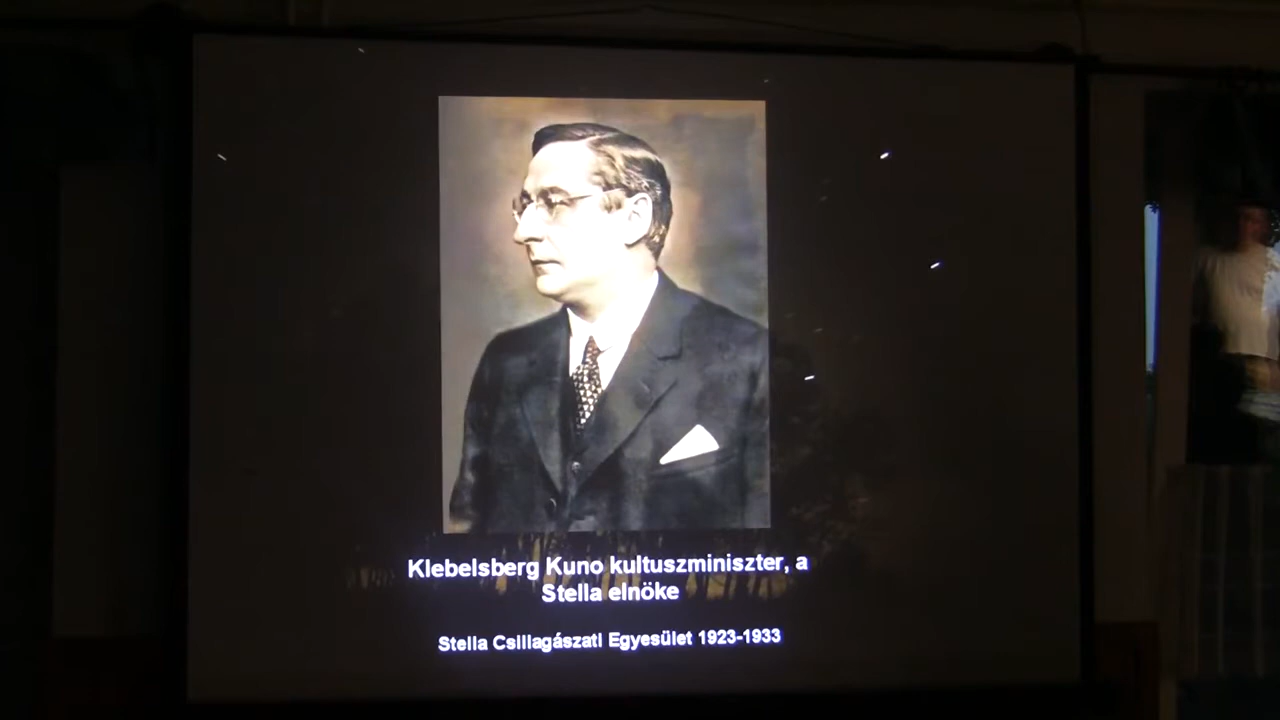 Klebelsberg Kuno kultuszminiszter, a
Stella elnöke
Stella Csillagászati Egyesület 1923-1933